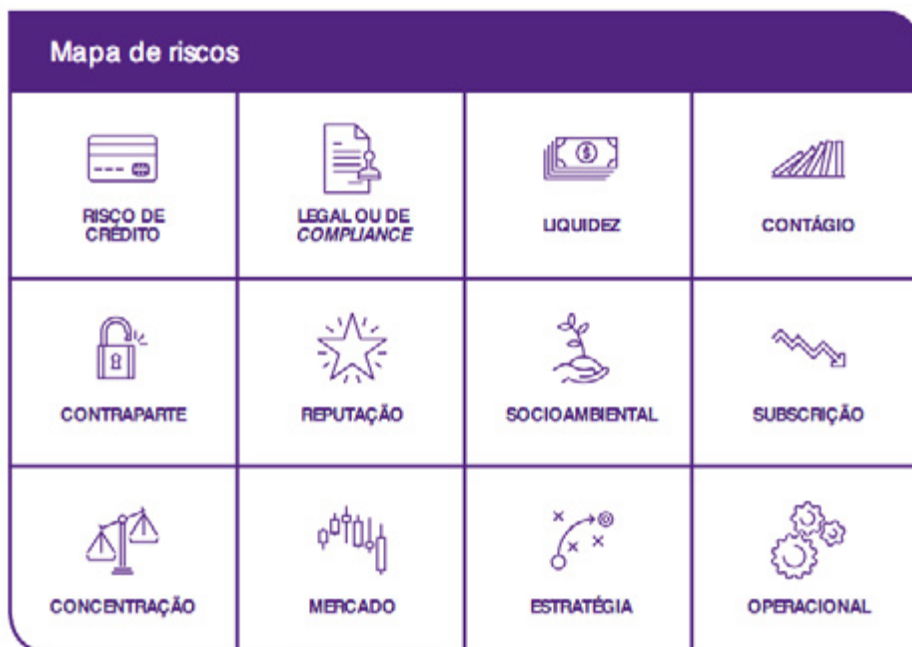 Mapa de riscos
RISCO DE
CRÉDITO
LEGAL OU DE
COMPLIANCE
LIQUIDEZ
CONTÁGIO
CONTRAPARTE
REPUTAÇÃO
SOCIOAMBIENTAL
SUBSCRIÇÃO
CONCENTRAÇÃO
MERCADO
ESTRATÉGIA
OPERACIONAL